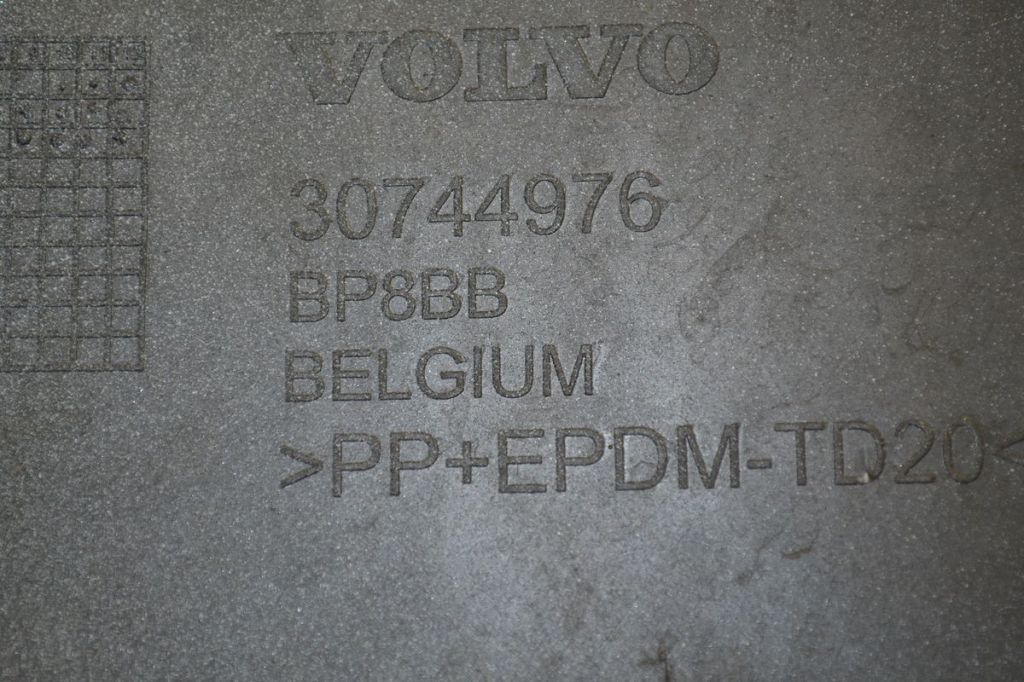 VOLVO
30744976
BP8BB
BELGIUM
>PP+EPDM-TD20<